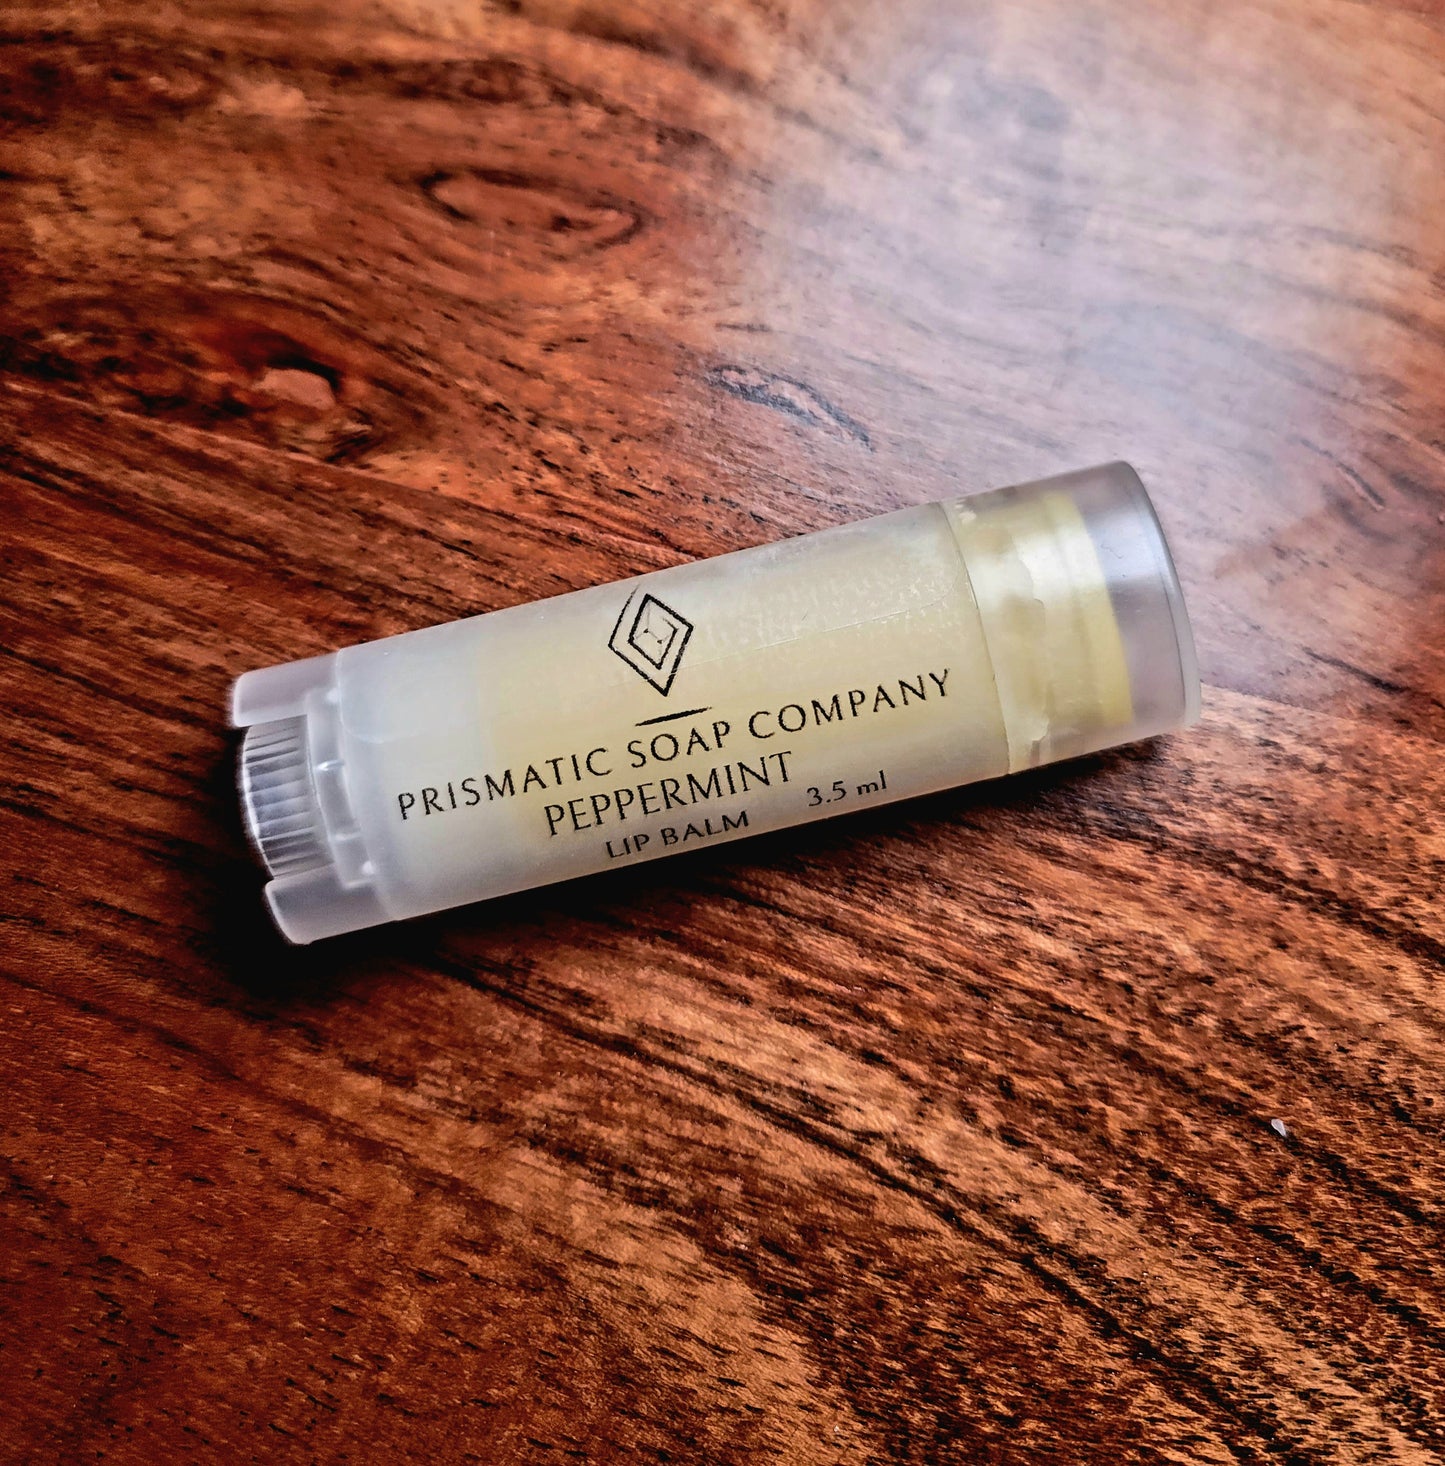 PRISMATIC SOAP COMPANY
PEPPERMINT
LIP BALM 3.5 ml